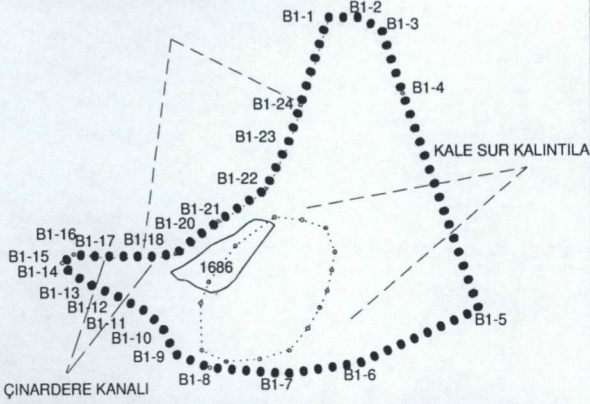 B1-1
B1-2
B1-3
B1-4
B1-24
B1-23
KALE SUR KALINTILA
B1-22
B1-21
B1-20
B1-16
B1-17
B1-18
B1-15
B1-14
1686
B1-13
B1-12
B1-11
B1-5
B1-10
B1-9
B1-8
B1-7
B1-6
ÇINARDERE KANALI